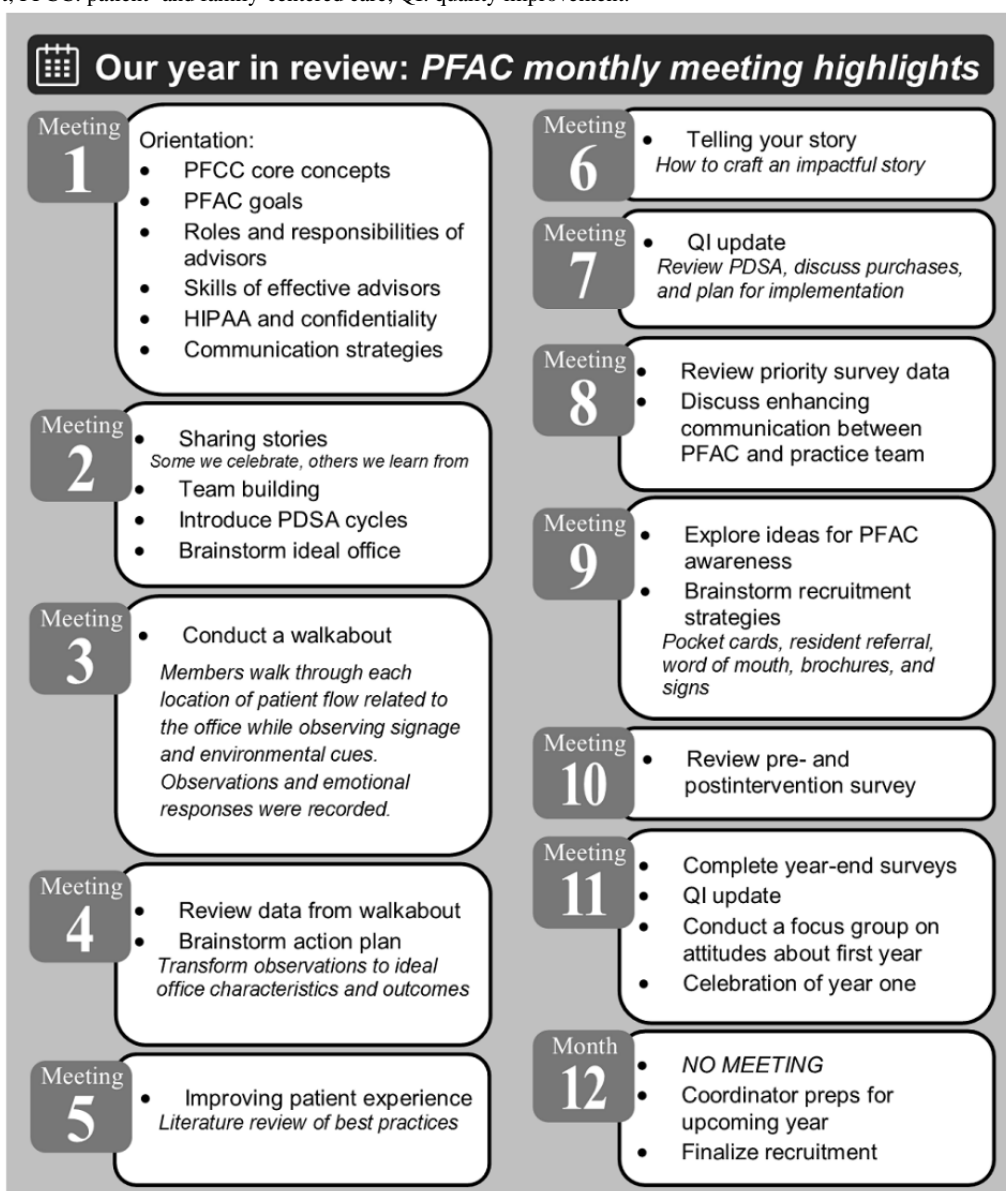 PFCC: patient- and family-centered care; QI: quality improvement.
Our year in review: PFAC monthly meeting highlights
Meeting
1
Orientation:
• PFCC core concepts
• PFAC goals
• Roles and responsibilities of
advisors
• Skills of effective advisors
• HIPAA and confidentiality
• Communication strategies
Meeting
2
• Sharing stories
Some we celebrate, others we learn from
• Team building
• Introduce PDSA cycles
• Brainstorm ideal office
Meeting
3
• Conduct a walkabout
Members walk through each
location of patient flow related to
the office while observing signage
and environmental cues.
Observations and emotional
responses were recorded.
Meeting
4
• Review data from walkabout
• Brainstorm action plan
Transform observations to ideal
office characteristics and outcomes
Meeting
5
• Improving patient experience
Literature review of best practices
Meeting
6
• Telling your story
How to craft an impactful story
Meeting
7
• QI update
Review PDSA, discuss purchases,
and plan for implementation
Meeting
8
• Review priority survey data
• Discuss enhancing
communication between
PFAC and practice team
Meeting
9
• Explore ideas for PFAC
awareness
• Brainstorm recruitment
strategies
Pocket cards, resident referral,
word of mouth, brochures, and
signs
Meeting
10
• Review pre- and
postintervention survey
Meeting
11
• Complete year-end surveys
• QI update
• Conduct a focus group on
attitudes about first year
• Celebration of year one
Month
12
• NO MEETING
• Coordinator preps for
upcoming year
• Finalize recruitment